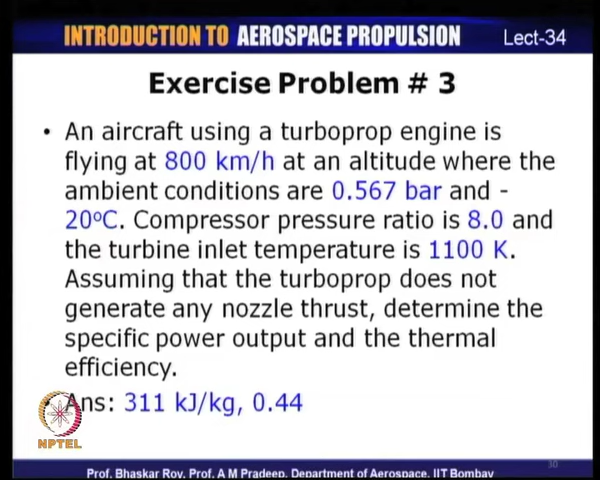 INTRODUCTION TO AEROSPACE PROPULSION Lect-34
Exercise Problem # 3
• An aircraft using a turboprop engine is
flying at 800 km/h at an altitude where the
ambient conditions are 0.567 bar and -
20ºC. Compressor pressure ratio is 8.0 and
the turbine inlet temperature is 1100 K.
Assuming that the turboprop does not
generate any nozzle thrust, determine the
specific power output and the thermal
efficiency.
Ans: 311 kJ/kg, 0.44
NPTEL
30
Prof. Bhaskar Roy, Prof. A M Pradeep, Department of Aerospace, IIT Bombay